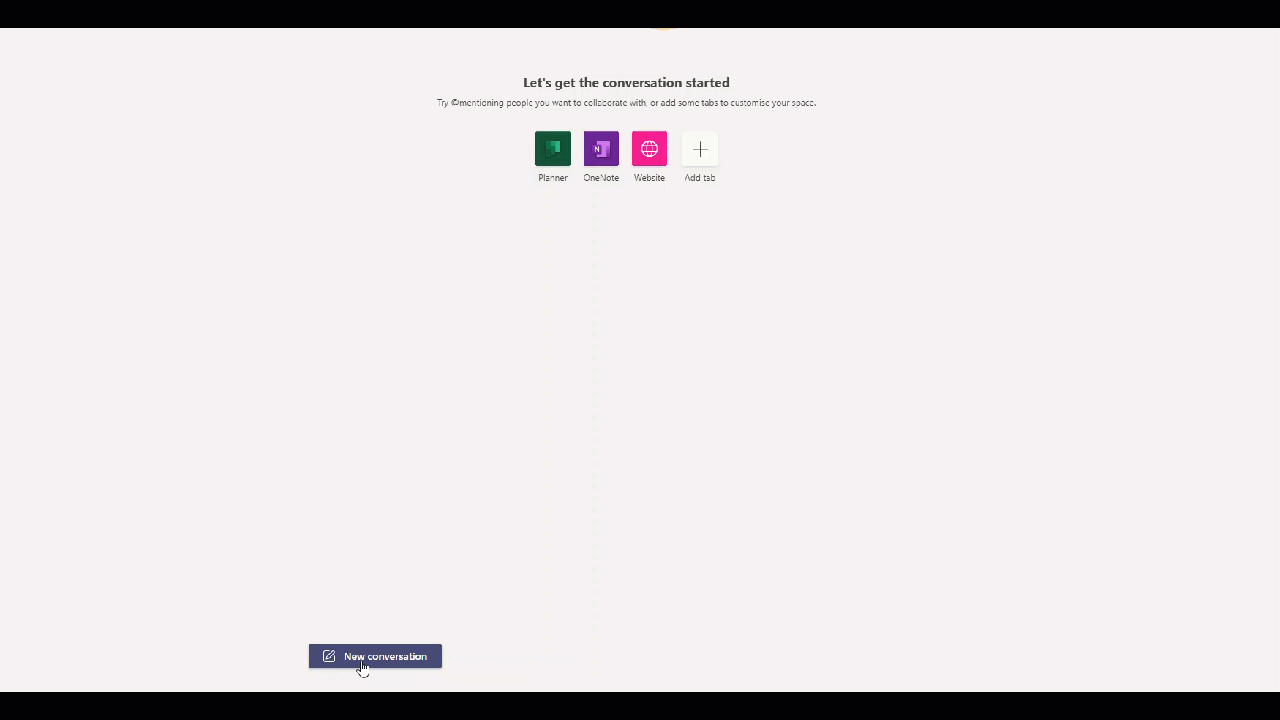 Let's get the conversation started
Try @mentioning people you want to collaborate with, or add some tabs to customise your space.
N
Planner OneNote Website Add tab
New conversation